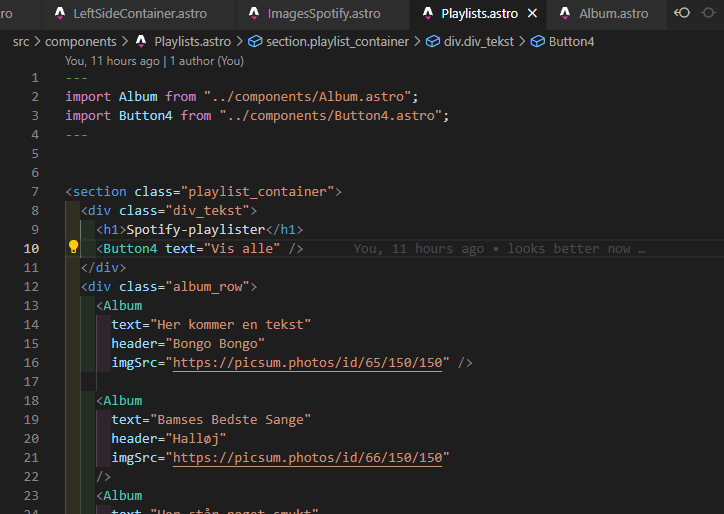 ro LeftSideContainer.astro ImagesSpotify.astro Playlists.astro Album.astro
src > components > Playlists.astro > section.playlist_container > div.div_tekst > Button4
You, 11 hours ago | 1 author (You)
1 ---
2 import Album from "../components/Album.astro";
3 import Button4 from "../components/Button4.astro";
4 ---
5
6
7 <section class="playlist_container">
8 <div class="div_tekst">
9 <h1>Spotify-playlister</h1>
10 <Button4 text="Vis alle" /> You, 11 hours ago • looks better now …
11 </div>
12 <div class="album_row">
13 <Album
14 text="Her kommer en tekst"
15 header="Bongo Bongo"
16 imgSrc="https://picsum.photos/id/65/150/150" />
17
18 <Album
19 text="Bamses Bedste Sange"
20 header="Halløj"
21 imgSrc="https://picsum.photos/id/66/150/150"
22 />
23 <Album
24 text="Her står noget smukt"